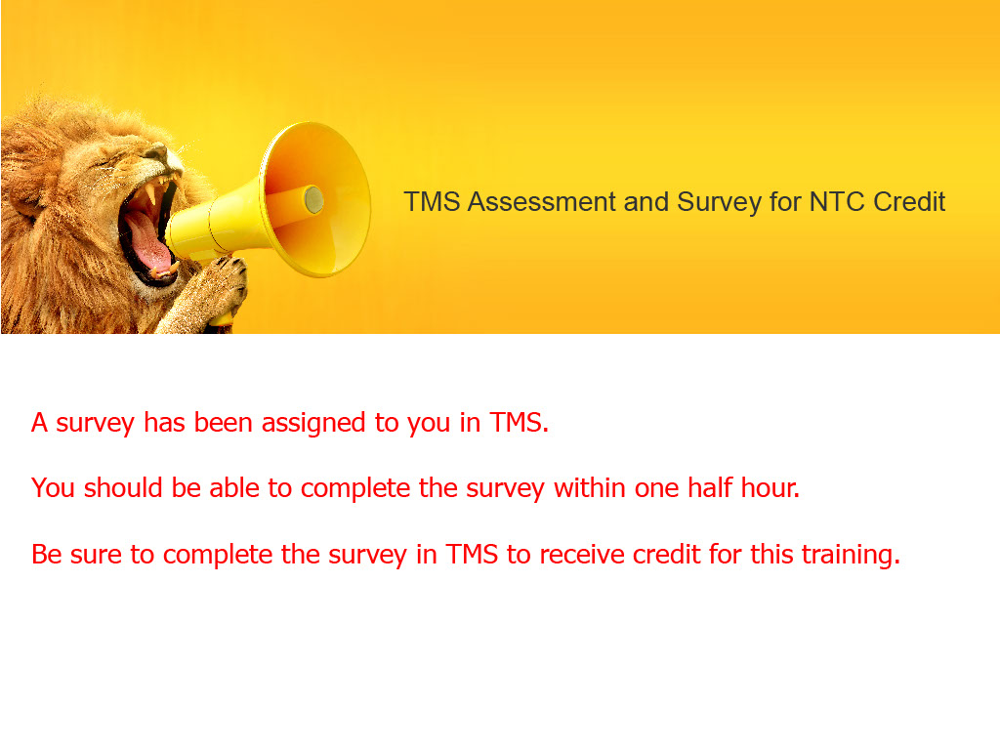 TMS Assessment and Survey for NTC Credit
A survey has been assigned to you in TMS.
You should be able to complete the survey within one half hour.
Be sure to complete the survey in TMS to receive credit for this training.